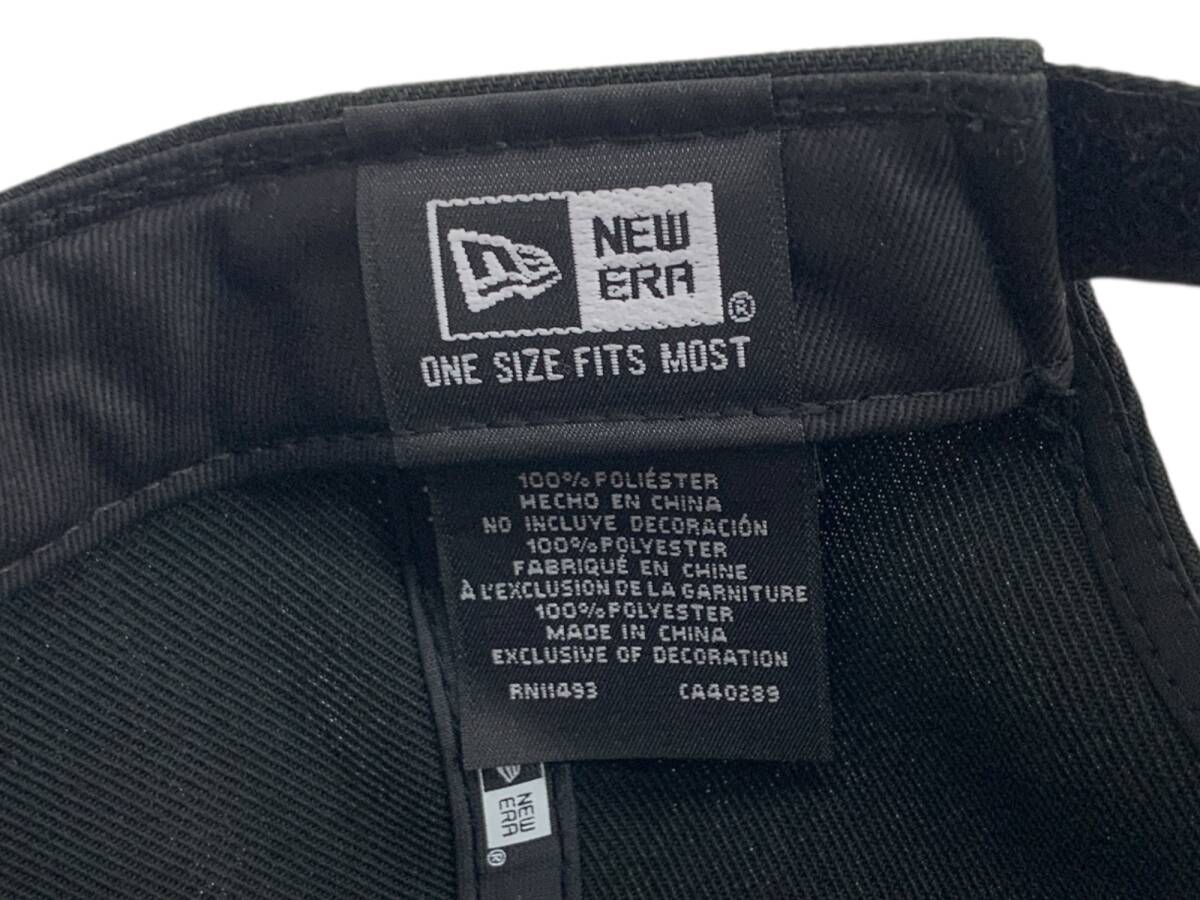 NEW
ERA
®
ONE SIZE FITS MOST
100% POLIÉSTER
HECHO EN CHINA
NO INCLUYE DECORACIÓN
100% POLYESTER
FABRIQUÉ EN CHINE
À L'EXCLUSION DE LA GARNITURE
100% POLYESTER
MADE IN CHINA
EXCLUSIVE OF DECORATION
RN11493 CA40289
NEW
ERA
®